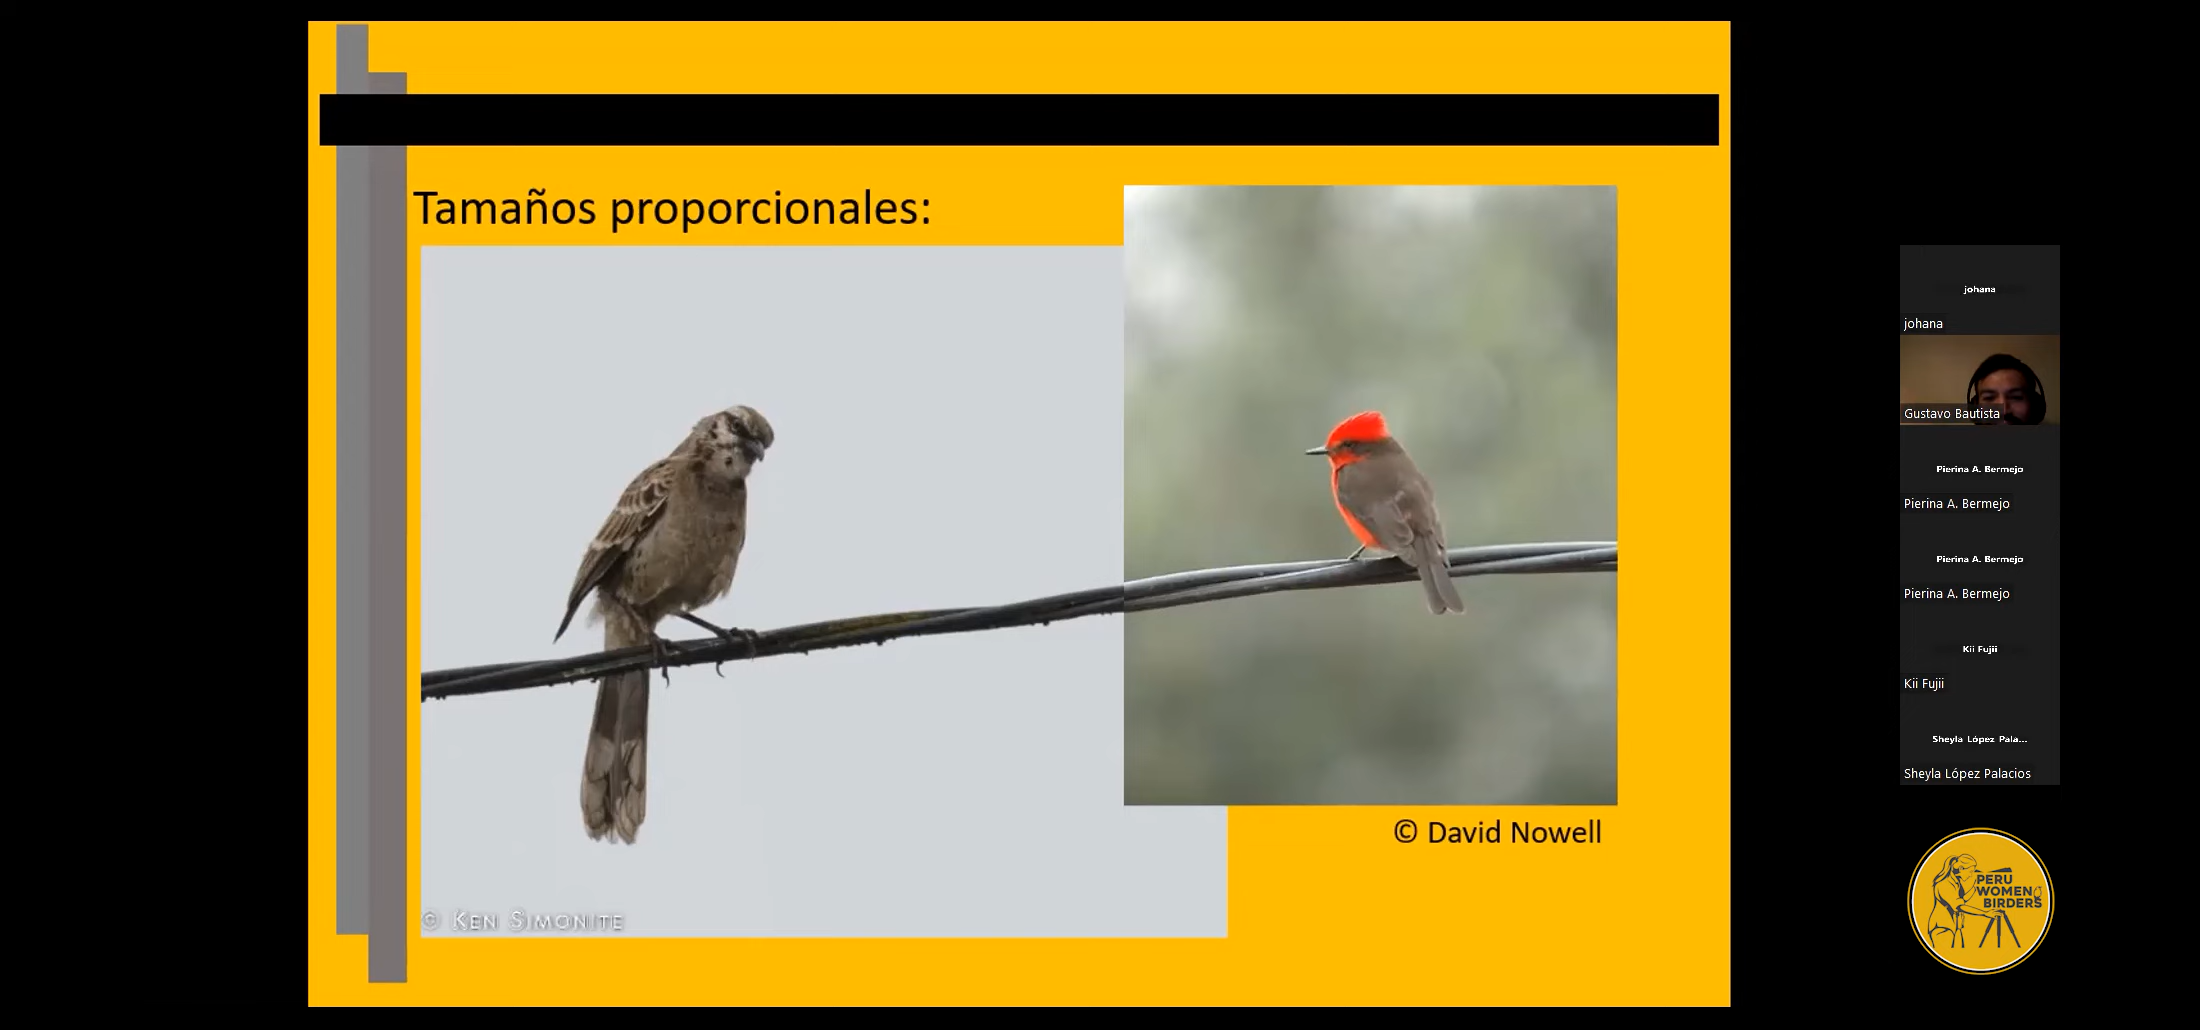 Tamaños proporcionales:
© KEN SIMONITE
© David Nowell
johana
johana
Gustavo Bautista
Pierina A. Bermejo
Pierina A. Bermejo
Pierina A. Bermejo
Pierina A. Bermejo
Kii Fujii
Kii Fujii
Sheyla López Pala...
Sheyla López Palacios
PERU
WOMEN
BIRDERS